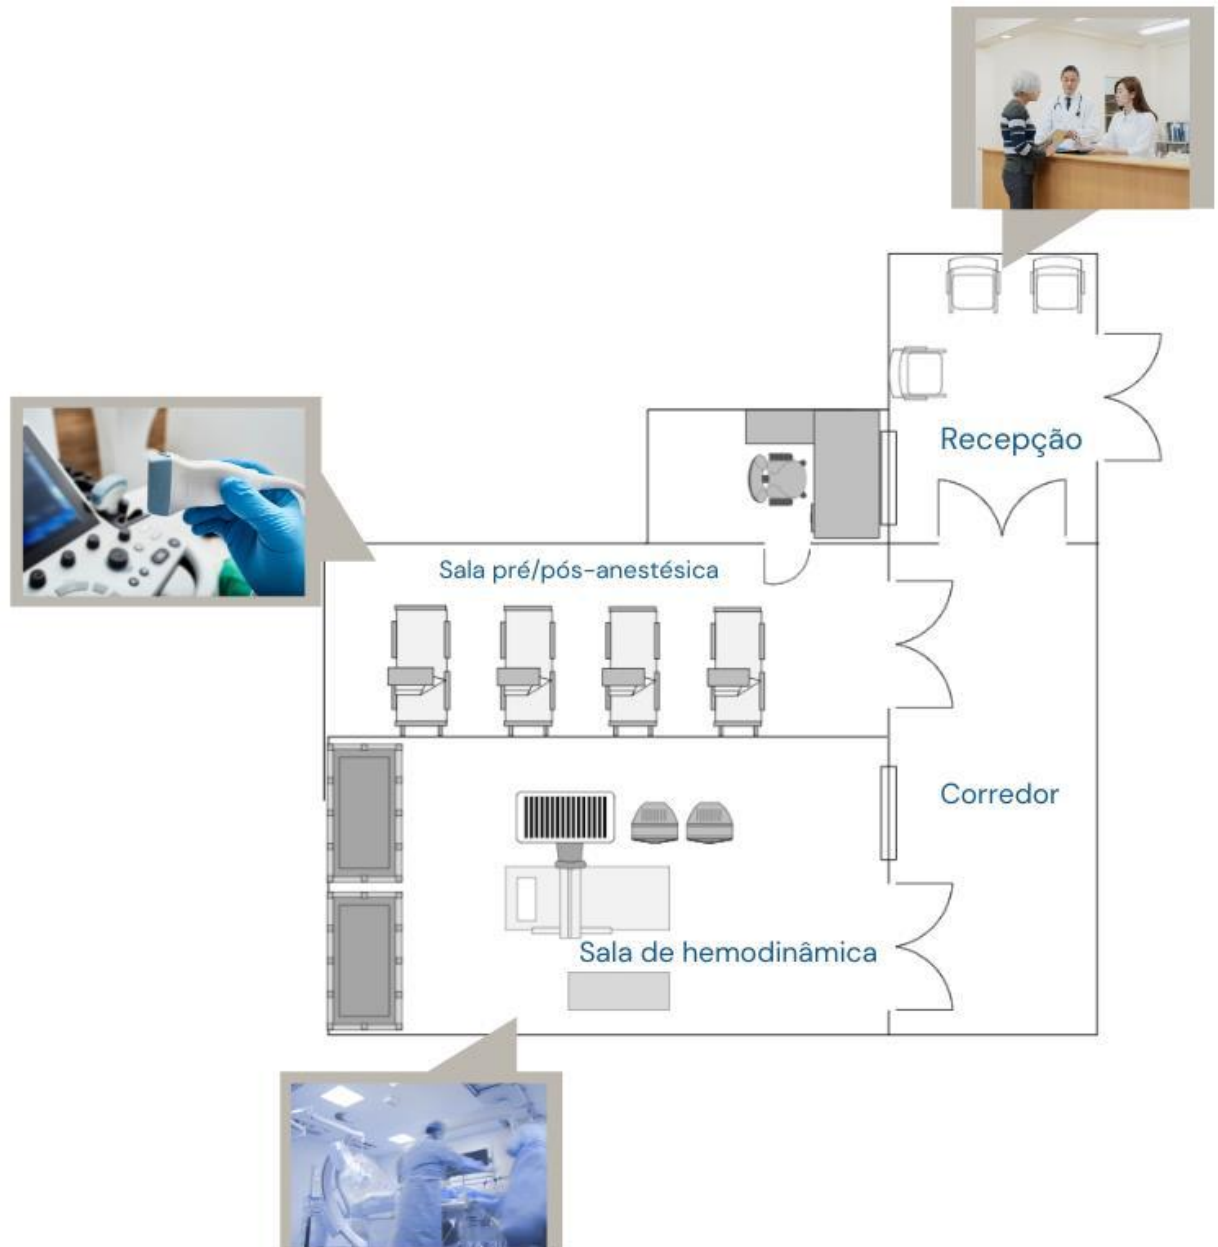 Recepção
Sala pré/pós-anestésica
Corredor
Sala de hemodinâmica